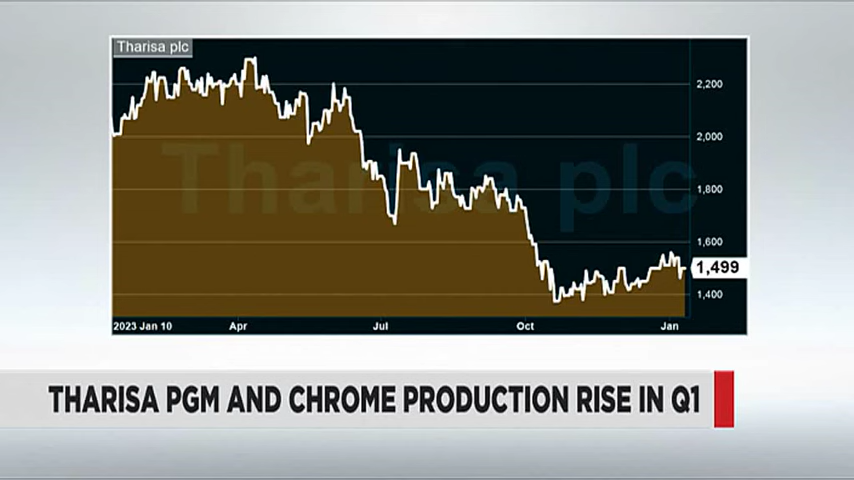 Tharisa plc
2,200
2,000
Tharisa plc
1,800
1,600
1,499
1,400
2023 Jan 10 Apr Jul Oct Jan
THARISA PGM AND CHROME PRODUCTION RISE IN Q1